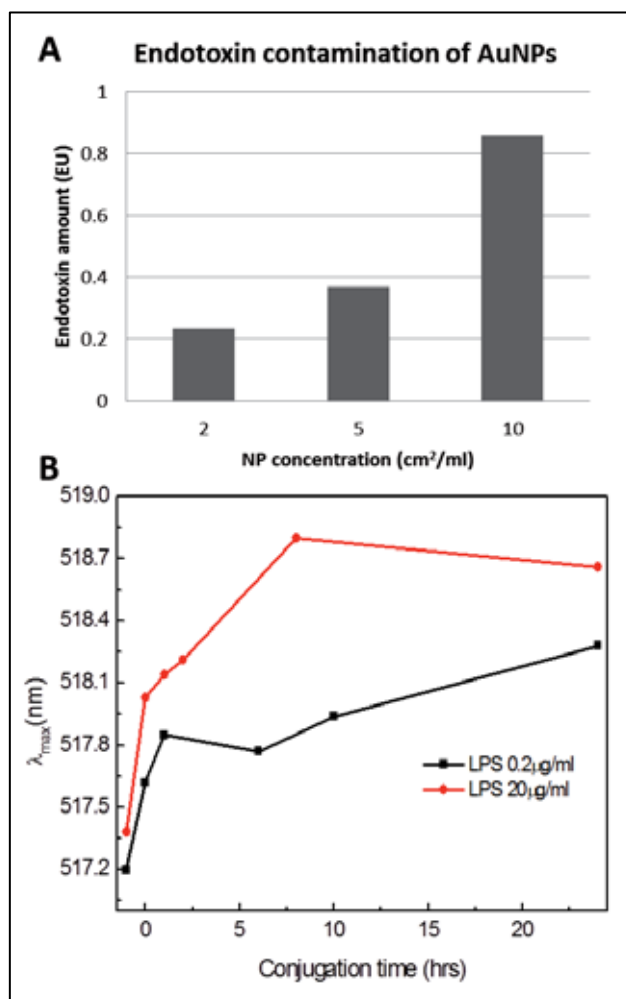 A Endotoxin contamination of AuNPs
1
0.8
0.6
0.4
0.2
0
Endotoxin amount (EU)
2 5 10
NP concentration (cm²/ml)
B
519.0
518.7
518.4
518.1
517.8
517.5
517.2
λmax(nm)
LPS 0.2μg/ml
LPS 20μg/ml
0 5 10 15 20
Conjugation time (hrs)